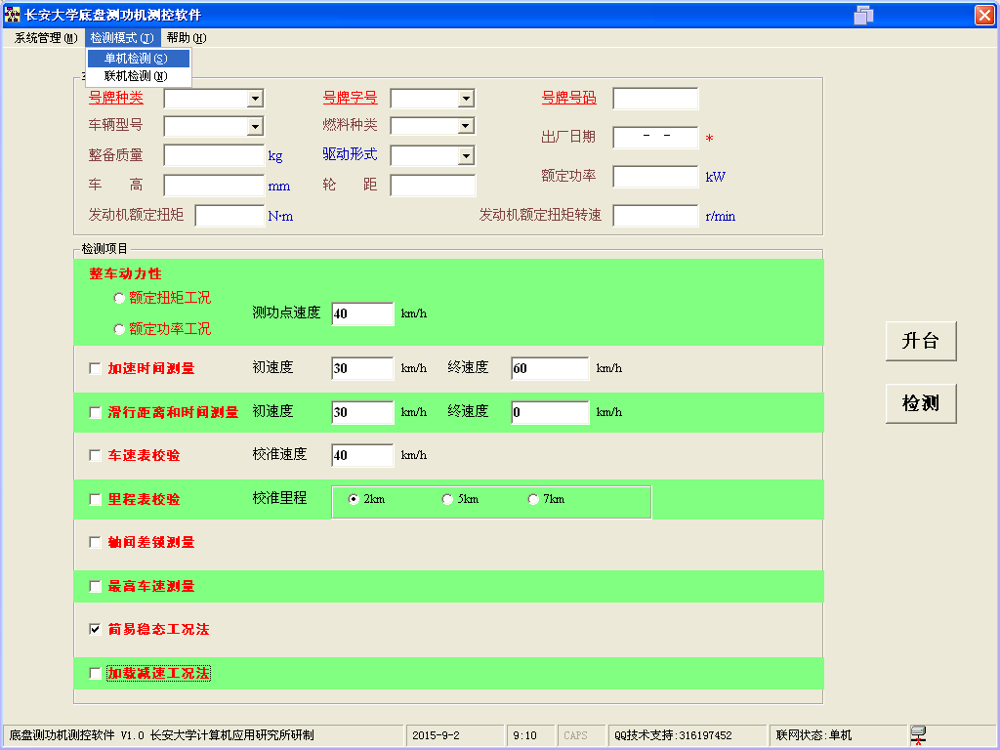 长安大学底盘测功机测控软件
系统管理(M) 检测模式(T) 帮助(H)
单机检测(S)
联机检测(N)
号牌种类 号牌字号 号牌号码
车辆型号 燃料种类 出厂日期 - - *
整备质量 kg 驱动形式 额定功率 kW
车 高 mm 轮 距
发动机额定扭矩 N·m 发动机额定扭矩转速 r/min
检测项目
整车动力性
额定扭矩工况
测功点速度 40 km/h
额定功率工况
升台
加速时间测量 初速度 30 km/h 终速度 60 km/h
检测
滑行距离和时间测量 初速度 30 km/h 终速度 0 km/h
车速表校验 校准速度 40 km/h
里程表校验 校准里程 2km 5km 7km
轴间差锁测量
最高车速测量
简易稳态工况法
加载减速工况法
底盘测功机测控软件 V1.0 长安大学计算机应用研究所研制 2015-9-2 9:10 CAPS QQ技术支持:316197452 联网状态:单机